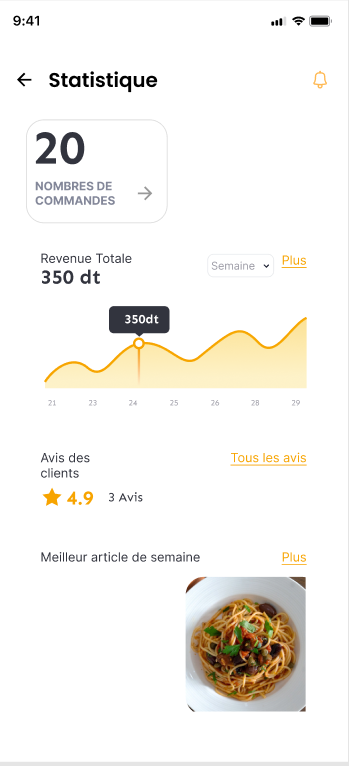 9:41
Statistique
20
NOMBRES DE
COMMANDES
Revenue Totale
350 dt
Semaine
Plus
350dt
21 23 24 25 26 28 29
Avis des
clients
Tous les avis
4.9 3 Avis
Meilleur article de semaine
Plus